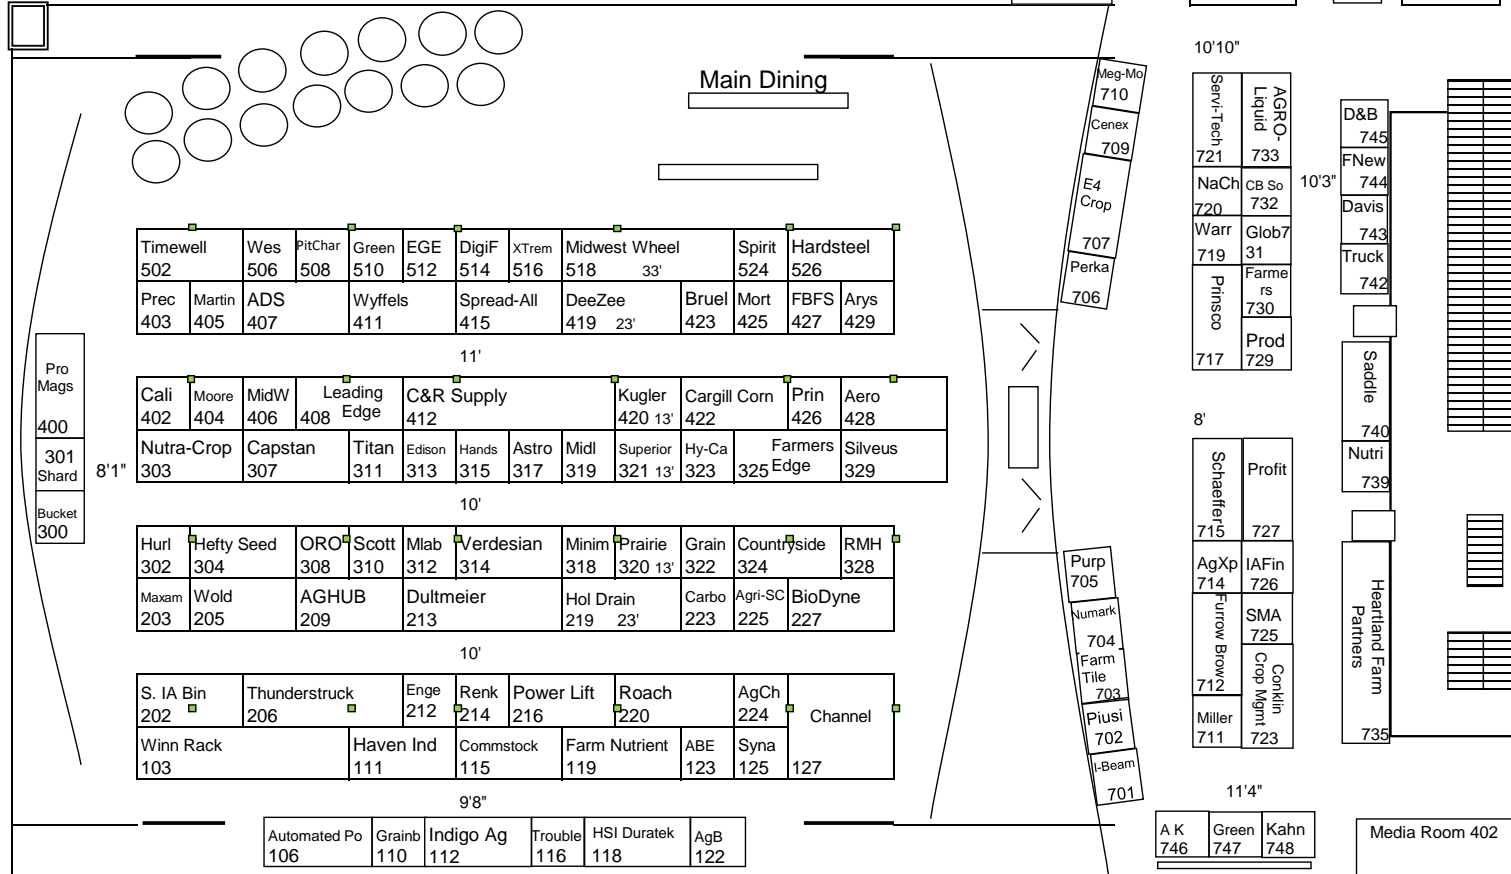 Main Dining
Timewell
502
Wes
506
PitChar
508
Green
510
EGE
512
DigiF
514
XTrem
516
Midwest Wheel
518 33'
Spirit
524
Hardsteel
526
Prec
403
Martin
405
ADS
407
Wyffels
411
Spread-All
415
DeeZee
419 23'
Bruel
423
Mort
425
FBFS
427
Arys
429
11'
Pro
Mags
400
301
Shard
Bucket
300
8'1"
Cali
402
Moore
404
MidW
406
Leading
Edge
408
C&R Supply
412
Kugler
420 13'
Cargill Corn
422
Prin
426
Aero
428
Nutra-Crop
303
Capstan
307
Titan
311
Edison
313
Hands
315
Astro
317
Midl
319
Superior
321 13'
Hy-Ca
323
Farmers
Edge
325
Silveus
329
10'
Hurl
302
Hefty Seed
304
ORO
308
Scott
310
Mlab
312
Verdesian
314
Minim
318
Prairie
320 13'
Grain
322
Countryside
324
RMH
328
Maxam
203
Wold
205
AGHUB
209
Dultmeier
213
Hol Drain
219 23'
Carbo
223
Agri-SC
225
BioDyne
227
10'
S. IA Bin
202
Thunderstruck
206
Enge
212
Renk
214
Power Lift
216
Roach
220
AgCh
224
Channel
127
Winn Rack
103
Haven Ind
111
Commstock
115
Farm Nutrient
119
ABE
123
Syna
125
9'8"
Automated Po
106
Grainb
110
Indigo Ag
112
Trouble
116
HSI Duratek
118
AgB
122
Meg-Mo
710
Cenex
709
E4
Crop
707
Perka
706
Purp
705
Numark
704
Farm
Tile
703
Piusi
702
I-Beam
701
10'10"
Servi-Tech
721
AGRO-
Liquid
733
NaCh
720
CB So
732
Warr
719
Glob7
31
Prinsco
717
Farme
rs
730
Prod
729
10'3"
8'
Schaeffers
715
Profit
727
AgXp
714
IAFin
726
Furrow Brow
712
SMA
725
Miller
711
Conklin
Crop Mgmt
723
11'4"
A K
746
Green
747
Kahn
748
D&B
745
FNew
744
Davis
743
Truck
742
Saddle
740
Nutri
739
Heartland Farm
Partners
735
Media Room 402